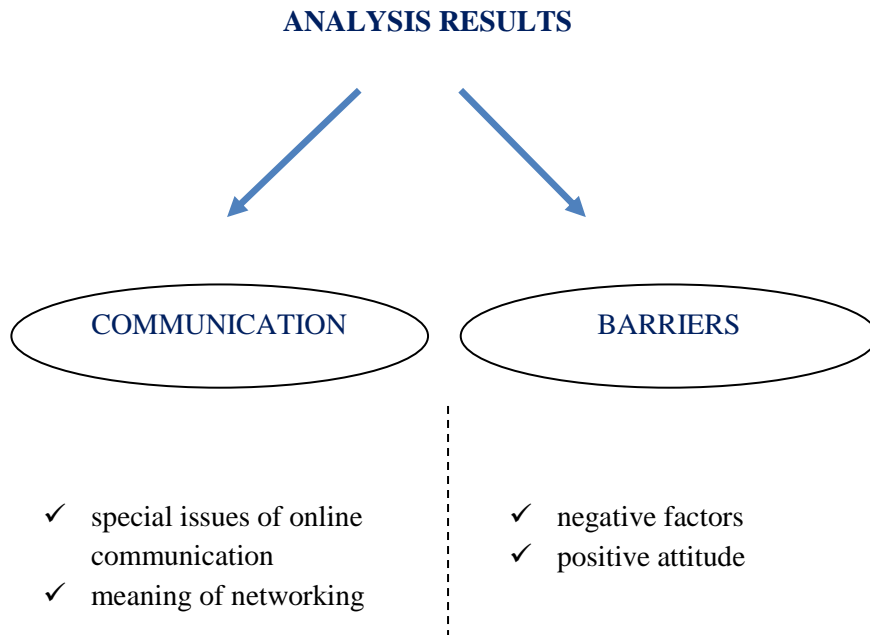 ANALYSIS RESULTS
COMMUNICATION
BARRIERS
✓ special issues of online
communication
✓ meaning of networking
✓ negative factors
✓ positive attitude